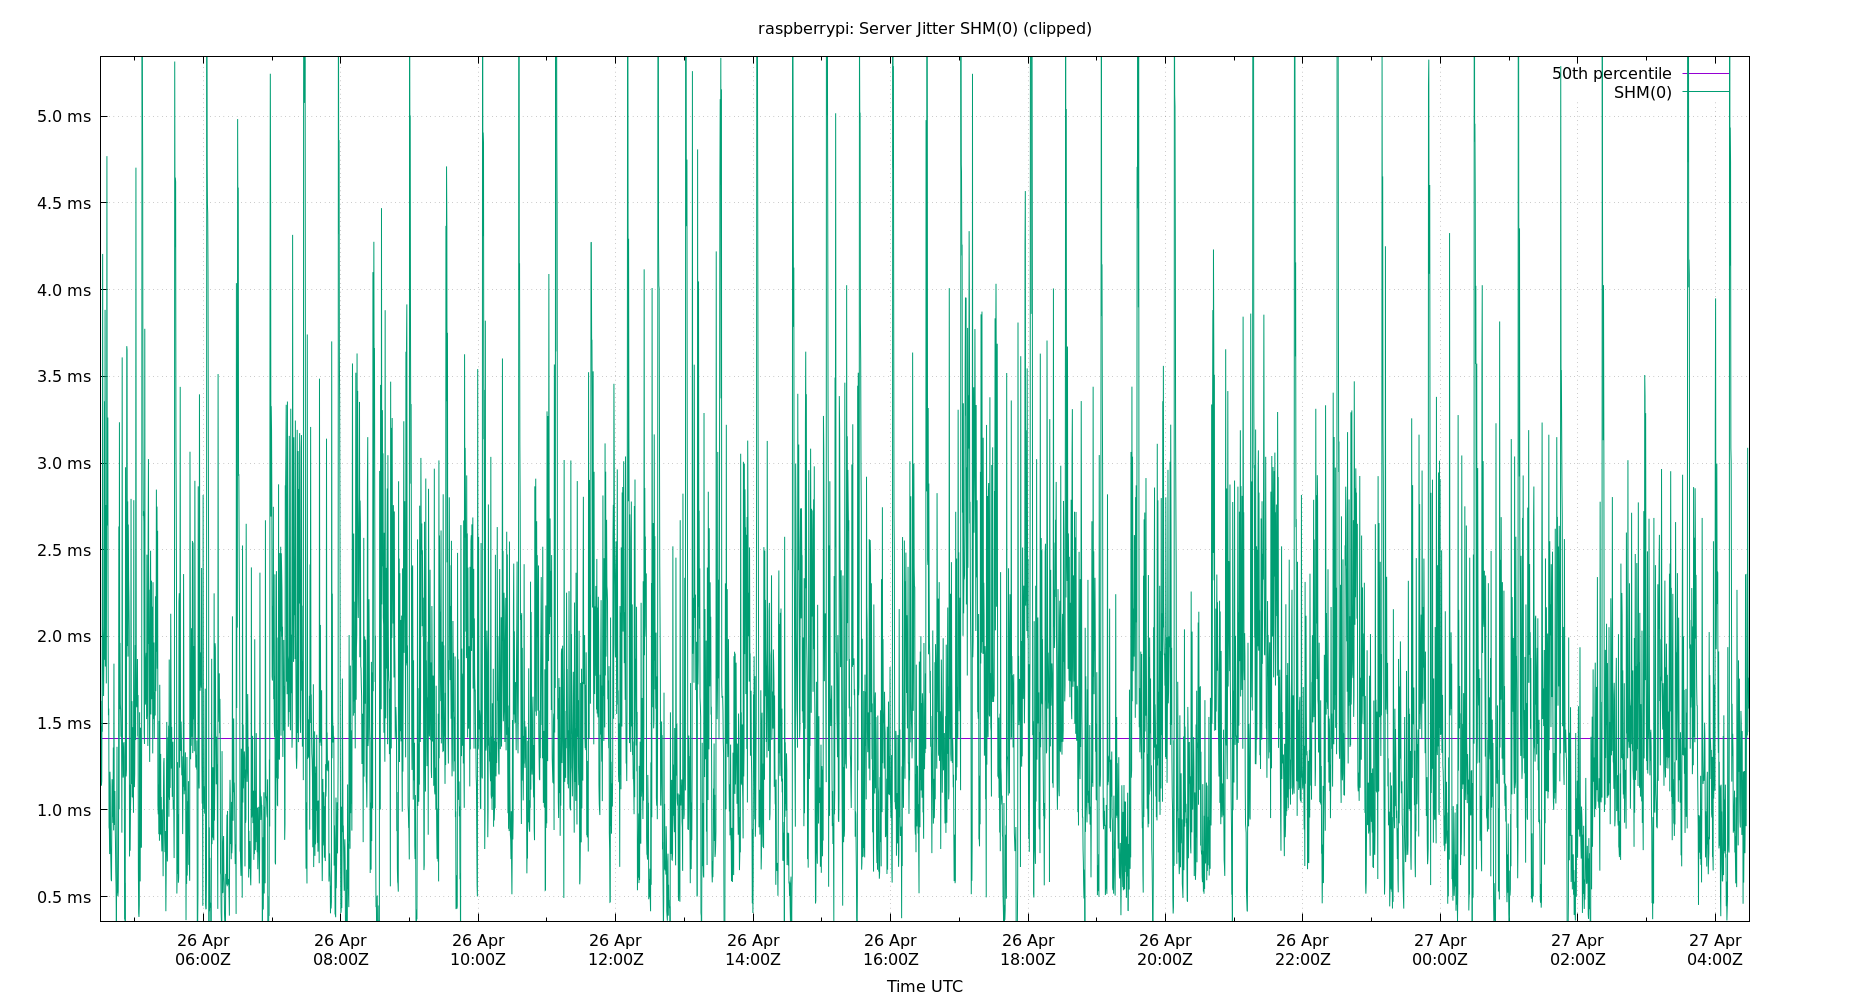 raspberrypi: Server Jitter SHM(0) (clipped)
50th percentile
SHM(0)
5.0 ms
4.5 ms
4.0 ms
3.5 ms
3.0 ms
2.5 ms
2.0 ms
1.5 ms
1.0 ms
0.5 ms
26 Apr 26 Apr 26 Apr 26 Apr 26 Apr 26 Apr 26 Apr 26 Apr 26 Apr 27 Apr 27 Apr 27 Apr
06:00Z 08:00Z 10:00Z 12:00Z 14:00Z 16:00Z 18:00Z 20:00Z 22:00Z 00:00Z 02:00Z 04:00Z
Time UTC